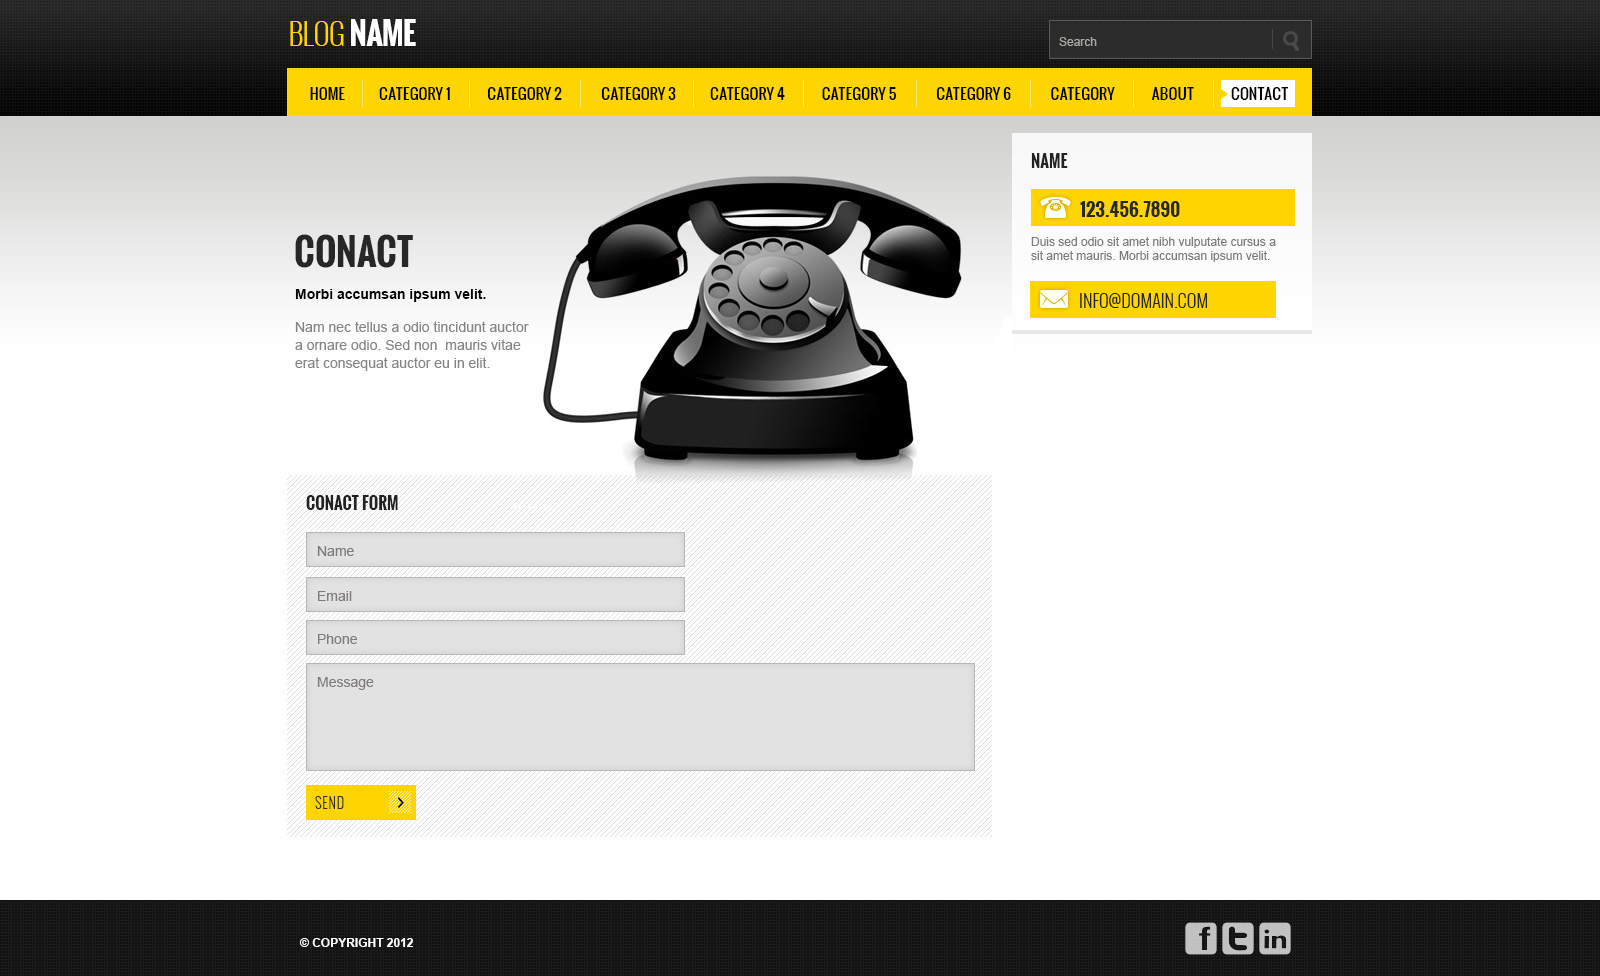 BLOG NAME
Search
HOME CATEGORY 1 CATEGORY 2 CATEGORY 3 CATEGORY 4 CATEGORY 5 CATEGORY 6 CATEGORY ABOUT CONTACT
CONACT
Morbi accumsan ipsum velit.
Nam nec tellus a odio tincidunt auctor
a ornare odio. Sed non mauris vitae
erat consequat auctor eu in elit.
NAME
123.456.7890
Duis sed odio sit amet nibh vulputate cursus a
sit amet mauris. Morbi accumsan ipsum velit.
INFO@DOMAIN.COM
CONACT FORM
Name
Email
Phone
Message
SEND
© COPYRIGHT 2012
f t in